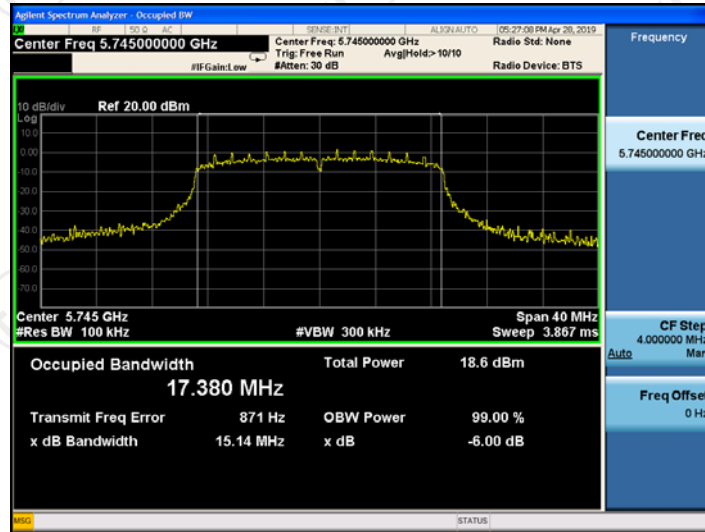 Agilent Spectrum Analyzer - Occupied BW
RF 50 Ω AC SENSE:INT ALIGN AUTO 05:27:08 PM Apr 28, 2019
Center Freq 5.745000000 GHz
Center Freq: 5.745000000 GHz
Radio Std: None
Trig: Free Run
Avg|Hold:>10/10
#IFGain:Low
#Atten: 30 dB
Radio Device: BTS
10 dB/div
Ref 20.00 dBm
Log
10.0
0.00
-10.0
-20.0
-30.0
-40.0
-50.0
-60.0
-70.0
Center 5.745 GHz
Span 40 MHz
#Res BW 100 kHz
#VBW 300 kHz
Sweep 3.867 ms
Occupied Bandwidth
17.380 MHz
Total Power 18.6 dBm
Transmit Freq Error 871 Hz
OBW Power 99.00 %
x dB Bandwidth 15.14 MHz
x dB -6.00 dB
MSG
STATUS
Frequency
Center Freq
5.745000000 GHz
CF Step
4.000000 MHz
Auto Man
Freq Offset
0 Hz